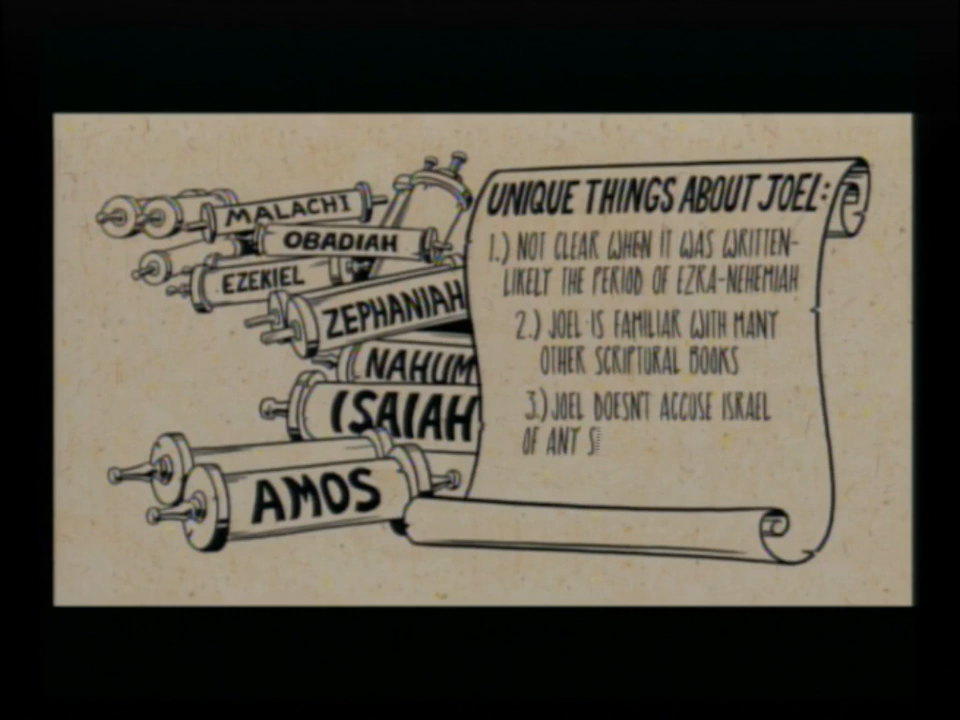 MALACHI
OBADIAH
EZEKIEL
ZEPHANIAH
NAHUM
ISAIAH
AMOS
UNIQUE THINGS ABOUT JOEL:
1.) NOT CLEAR WHEN IT WAS WRITTEN-
LIKELY THE PERIOD OF EZRA-NEHEMIAH
2.) JOEL IS FAMILIAR WITH MANY
OTHER SCRIPTURAL BOOKS
3.) JOEL DOESN'T ACCUSE ISRAEL
OF ANY S